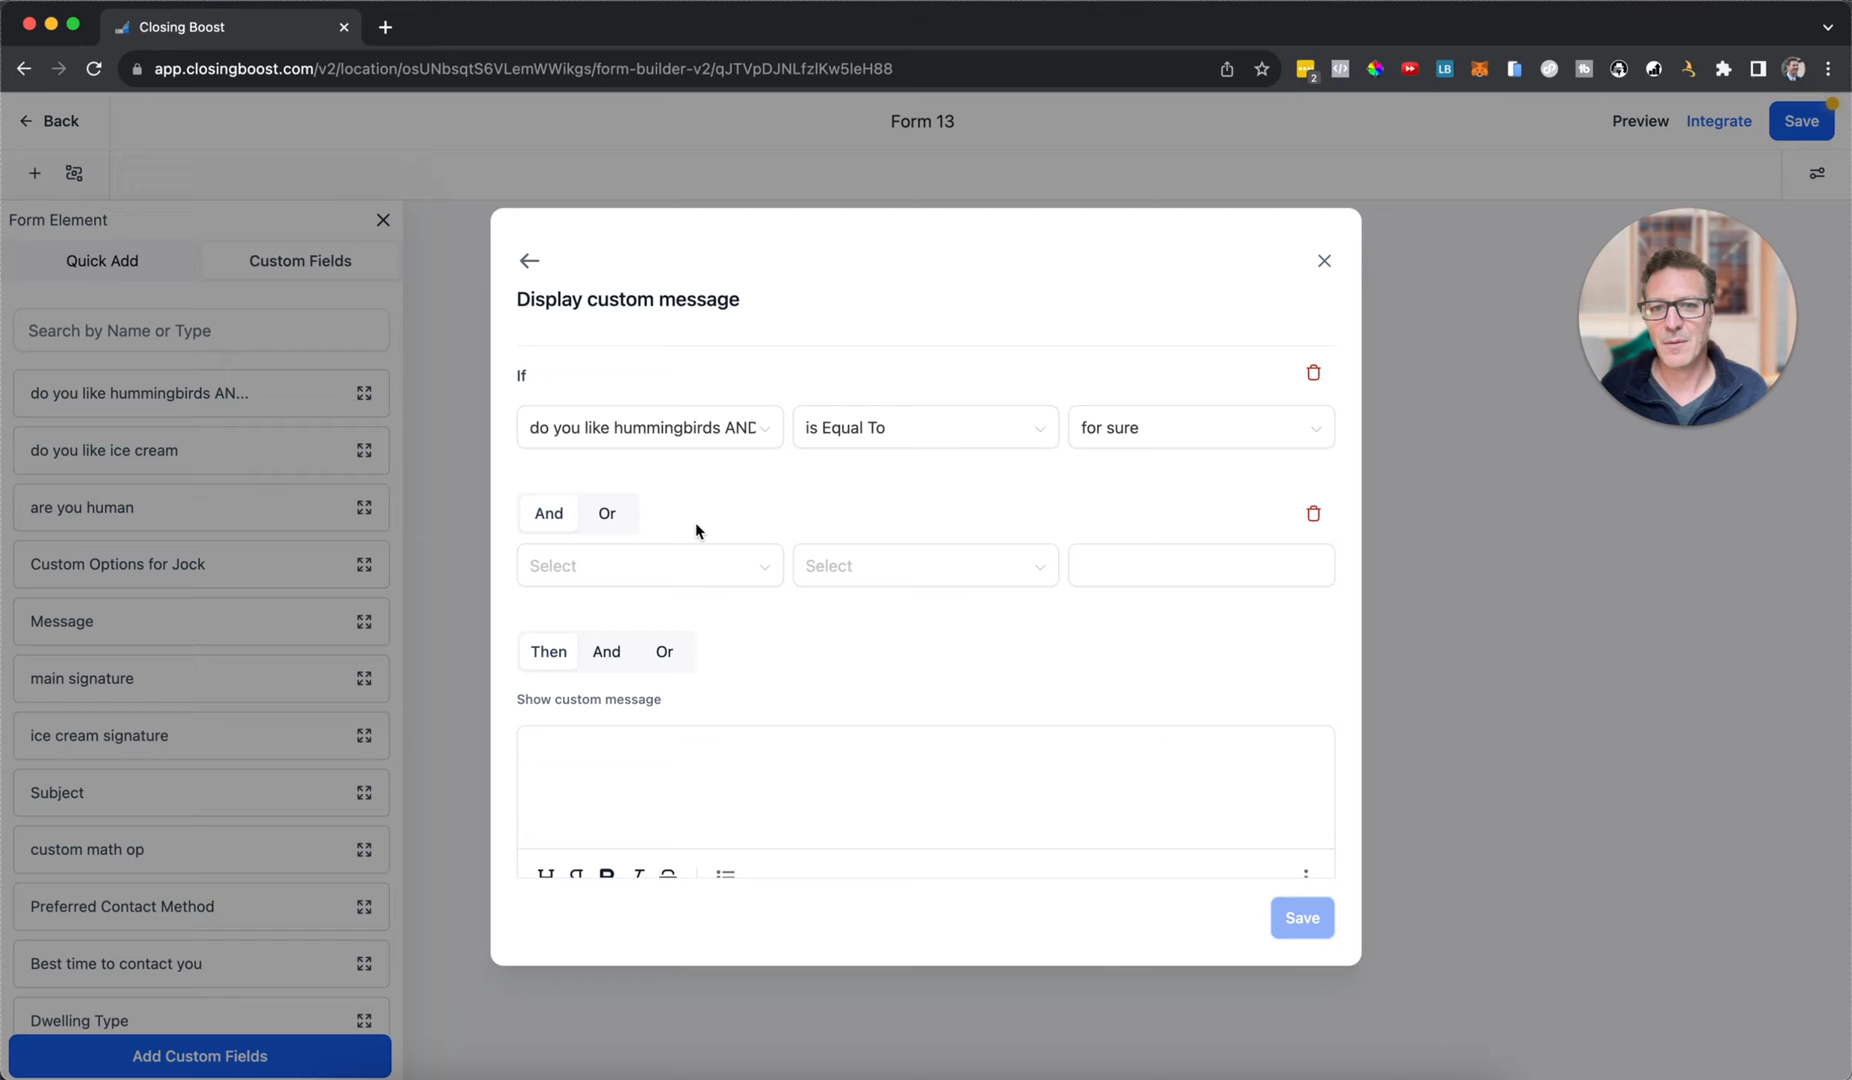 Closing Boost
app.closingboost.com/v2/location/osUNbsqtS6VLemWWikgs/form-builder-v2/qJTVpDJNLfzlKw5leH88
2
LB
Back
Form 13
Preview
Integrate
Save
Form Element
Quick Add
Custom Fields
Search by Name or Type
do you like hummingbirds AN...
do you like ice cream
are you human
Custom Options for Jock
Message
main signature
ice cream signature
Subject
custom math op
Preferred Contact Method
Best time to contact you
Dwelling Type
Add Custom Fields
Display custom message
If
do you like hummingbirds AND
is Equal To
for sure
And Or
Select
Select
Then And Or
Show custom message
Save